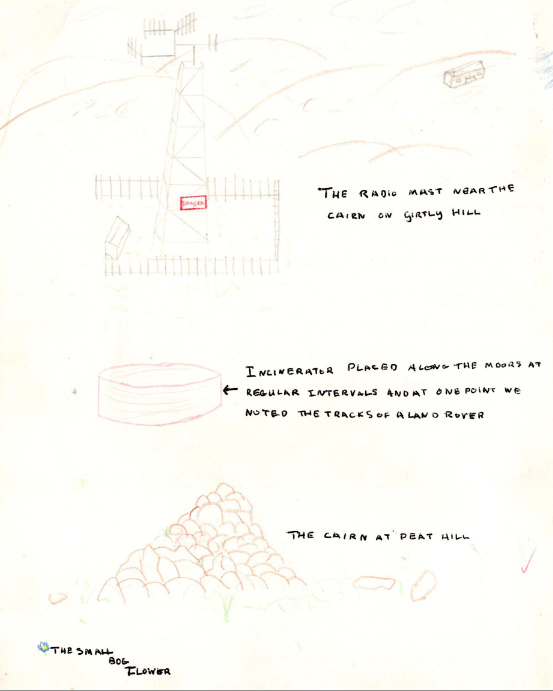 DANGER
THE RADIO MAST NEAR THE
CAIRN ON GIRTLY HILL
INCINERATOR PLACED ALONG THE MOORS AT
REGULAR INTERVALS AND AT ONE POINT WE
NOTED THE TRACKS OF A LAND ROVER
THE CAIRN AT PEAT HILL
THE SMALL
BOG
FLOWER